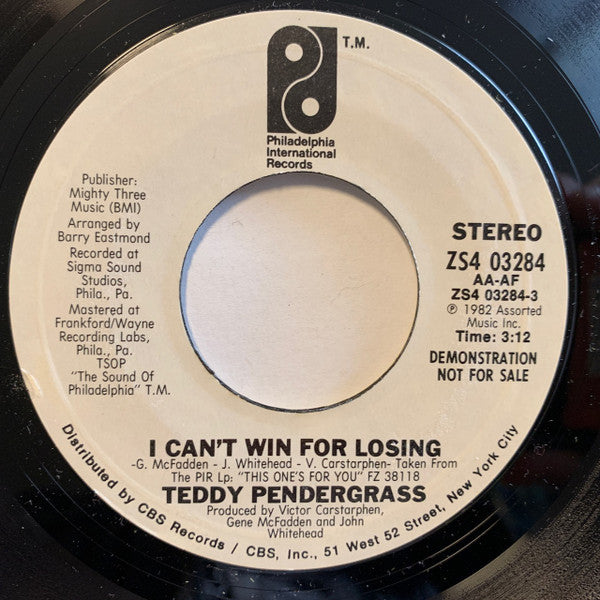 T.M.
Philadelphia
International
Records
Publisher:
Mighty Three
Music (BMI)
Arranged by
Barry Eastmond
Recorded at
Sigma Sound
Studios,
Phila., Pa.
Mastered at
Frankford/Wayne
Recording Labs,
Phila., Pa.
TSOP
"The Sound Of
Philadelphia" T.M.
STEREO
ZS4 03284
AA-AF
ZS4 03284-3
℗ 1982 Assorted
Music Inc.
Time: 3:12
DEMONSTRATION
NOT FOR SALE
I CAN'T WIN FOR LOSING
-G. McFadden - J. Whitehead - V. Carstarphen- Taken From
The PIR Lp: "THIS ONE'S FOR YOU" FZ 38118
TEDDY PENDERGRASS
Produced by Victor Carstarphen,
Gene McFadden and John
Whitehead
Distributed by CBS Records / CBS, Inc., 51 West 52 Street, New York City